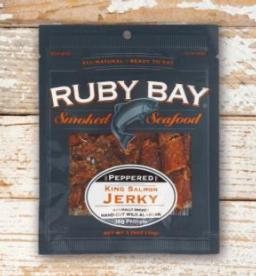 ALL NATURAL • READY TO EAT
RUBY BAY
Smoked Seafood
PEPPERED
KING SALMON
JERKY
HAND-CUT WILD ALASKAN